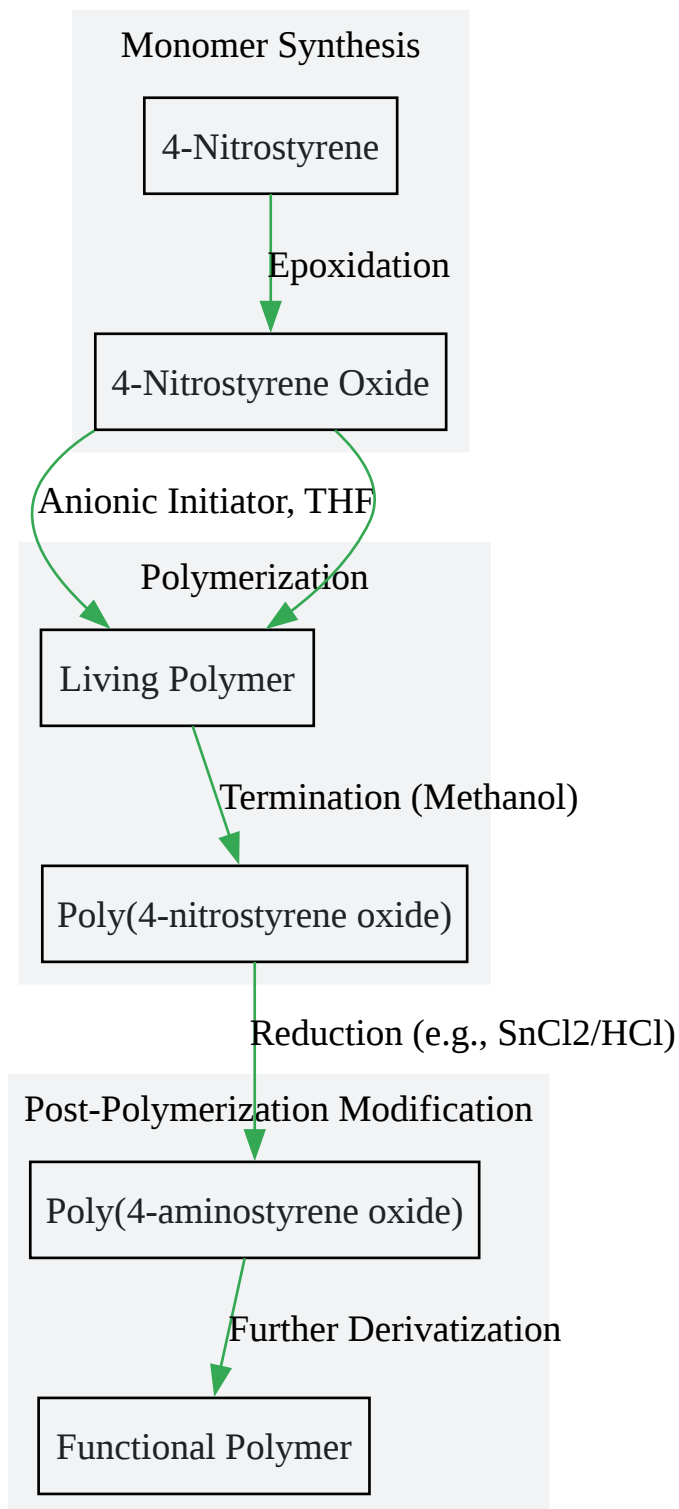 Monomer Synthesis
4-Nitrostyrene
Epoxidation
4-Nitrostyrene Oxide
Anionic Initiator, THF
Polymerization
Living Polymer
Termination (Methanol)
Poly(4-nitrostyrene oxide)
Reduction (e.g., SnCl2/HCl)
Post-Polymerization Modification
Poly(4-aminostyrene oxide)
Further Derivatization
Functional Polymer